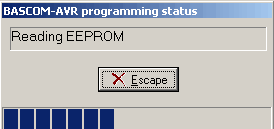 BASCOM-AVR programming status
Reading EEPROM
Escape